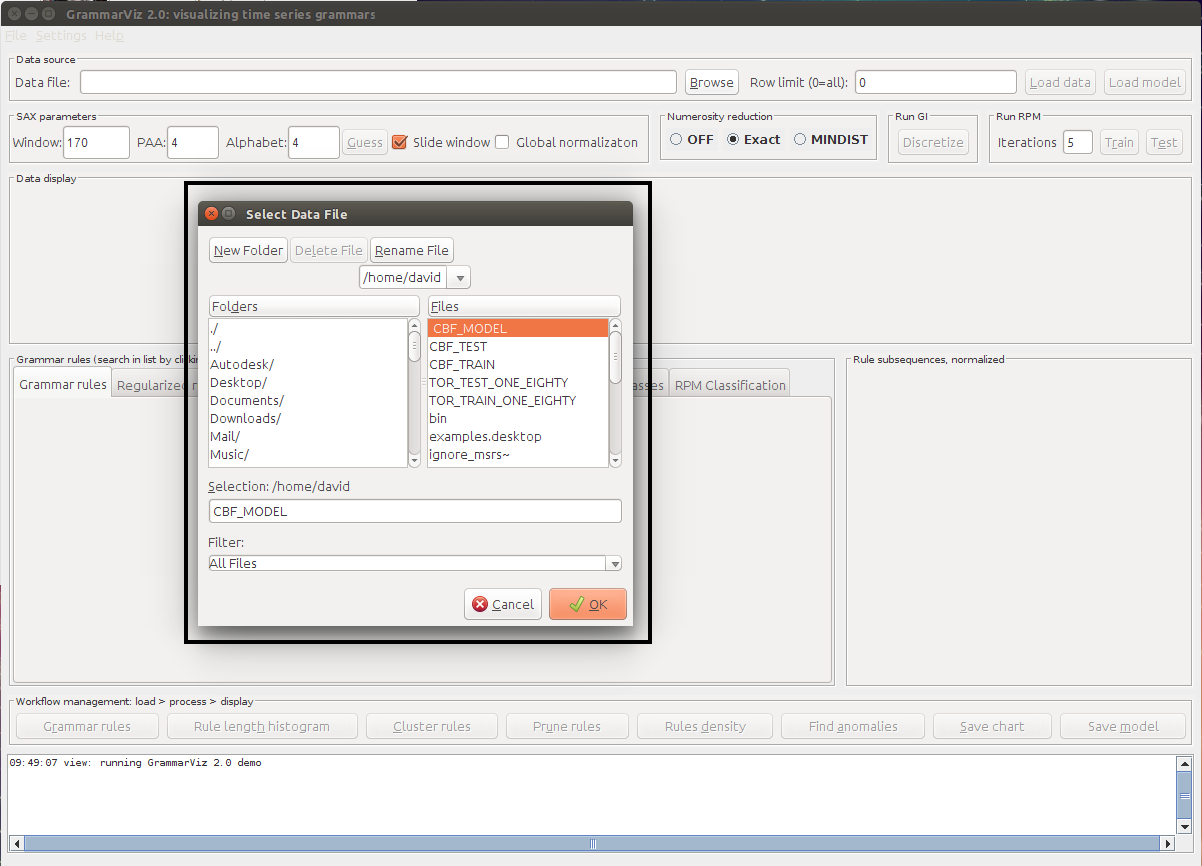 GrammarViz 2.0: visualizing time series grammars
File Settings Help
Data source
Data file: Browse Row limit (0=all): 0 Load data Load model
SAX parameters Numerosity reduction Run GI Run RPM
Window: 170 PAA: 4 Alphabet: 4 Guess Slide window Global normalizaton OFF Exact MINDIST Discretize Iterations 5 Train Test
Data display
Select Data File
New Folder Delete File Rename File
/home/david
Folders Files
./ CBF_MODEL
../ CBF_TEST
Autodesk/ CBF_TRAIN
Desktop/ TOR_TEST_ONE_EIGHTY
Documents/ TOR_TRAIN_ONE_EIGHTY
Downloads/ bin
Mail/ examples.desktop
Music/ ignore_msrs~
Selection: /home/david
CBF_MODEL
Filter:
All Files
Cancel OK
Grammar rules (search in list by Rule subsequences, normalized
Grammar rules Regularized RPM Classification
Workflow management: load > process > display
Grammar rules Rule length histogram Cluster rules Prune rules Rules density Find anomalies Save chart Save model
09:49:07 view: running GrammarViz 2.0 demo